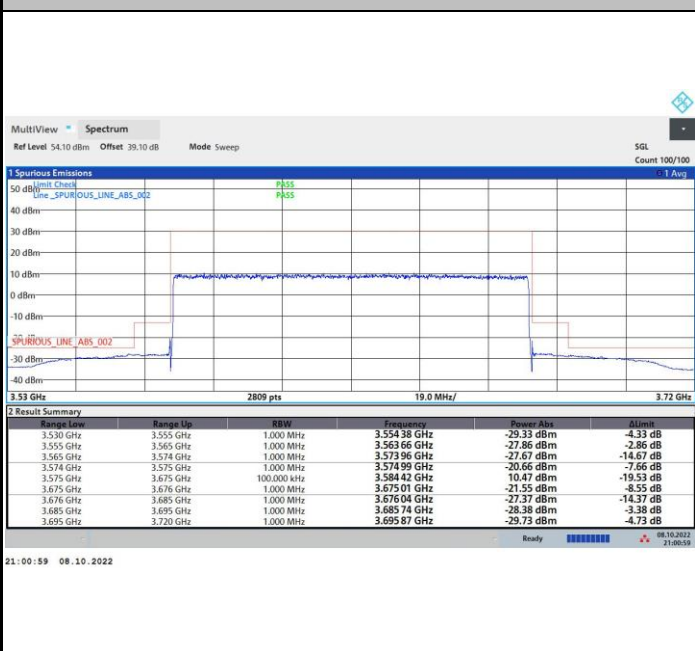 MultiView Spectrum
Ref Level 54.10 dBm Offset 39.10 dB Mode Sweep SGL
Count 100/100
1 Spurious Emissions 1 Avg
Limit Check PASS
Line _SPURIOUS_LINE_ABS_002 PASS
50 dBm
40 dBm
30 dBm
20 dBm
10 dBm
0 dBm
-10 dBm
SPURIOUS_LINE_ABS_002
-30 dBm
-40 dBm
3.53 GHz 2809 pts 19.0 MHz/ 3.72 GHz
2 Result Summary
Range Low Range Up RBW Frequency Power Abs ΔLimit
3.530 GHz 3.555 GHz 1.000 MHz 3.554 38 GHz -29.33 dBm -4.33 dB
3.555 GHz 3.565 GHz 1.000 MHz 3.563 66 GHz -27.86 dBm -2.86 dB
3.565 GHz 3.574 GHz 1.000 MHz 3.573 96 GHz -27.67 dBm -14.67 dB
3.574 GHz 3.575 GHz 1.000 MHz 3.574 99 GHz -20.66 dBm -7.66 dB
3.575 GHz 3.675 GHz 100.000 kHz 3.584 42 GHz 10.47 dBm -19.53 dB
3.675 GHz 3.676 GHz 1.000 MHz 3.675 01 GHz -21.55 dBm -8.55 dB
3.676 GHz 3.685 GHz 1.000 MHz 3.676 04 GHz -27.37 dBm -14.37 dB
3.685 GHz 3.695 GHz 1.000 MHz 3.685 74 GHz -28.38 dBm -3.38 dB
3.695 GHz 3.720 GHz 1.000 MHz 3.695 87 GHz -29.73 dBm -4.73 dB
Ready 08.10.2022
21:00:59
21:00:59 08.10.2022